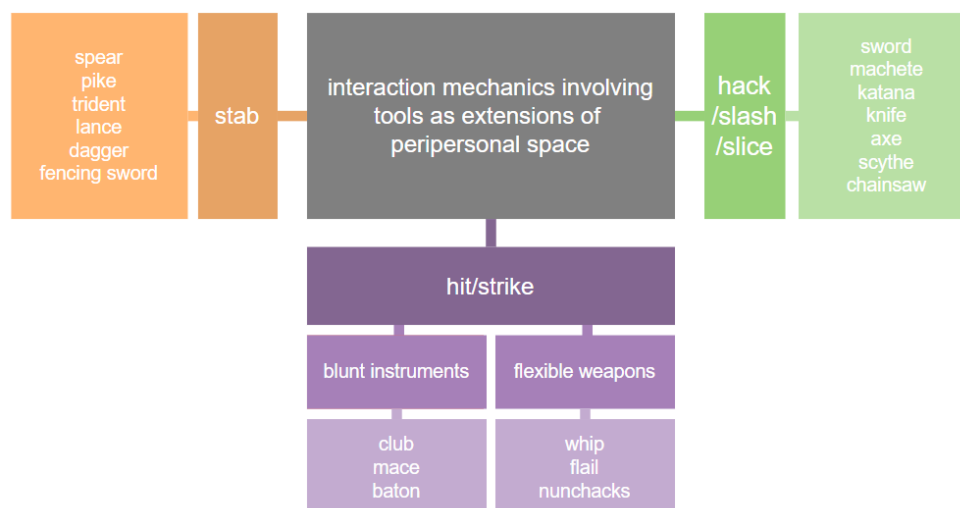 spear
pike
trident
lance
dagger
fencing sword
stab
interaction mechanics involving
tools as extensions of
peripersonal space
hack
/slash
/slice
sword
machete
katana
knife
axe
scythe
chainsaw
hit/strike
blunt instruments
flexible weapons
club
mace
baton
whip
flail
nunchacks